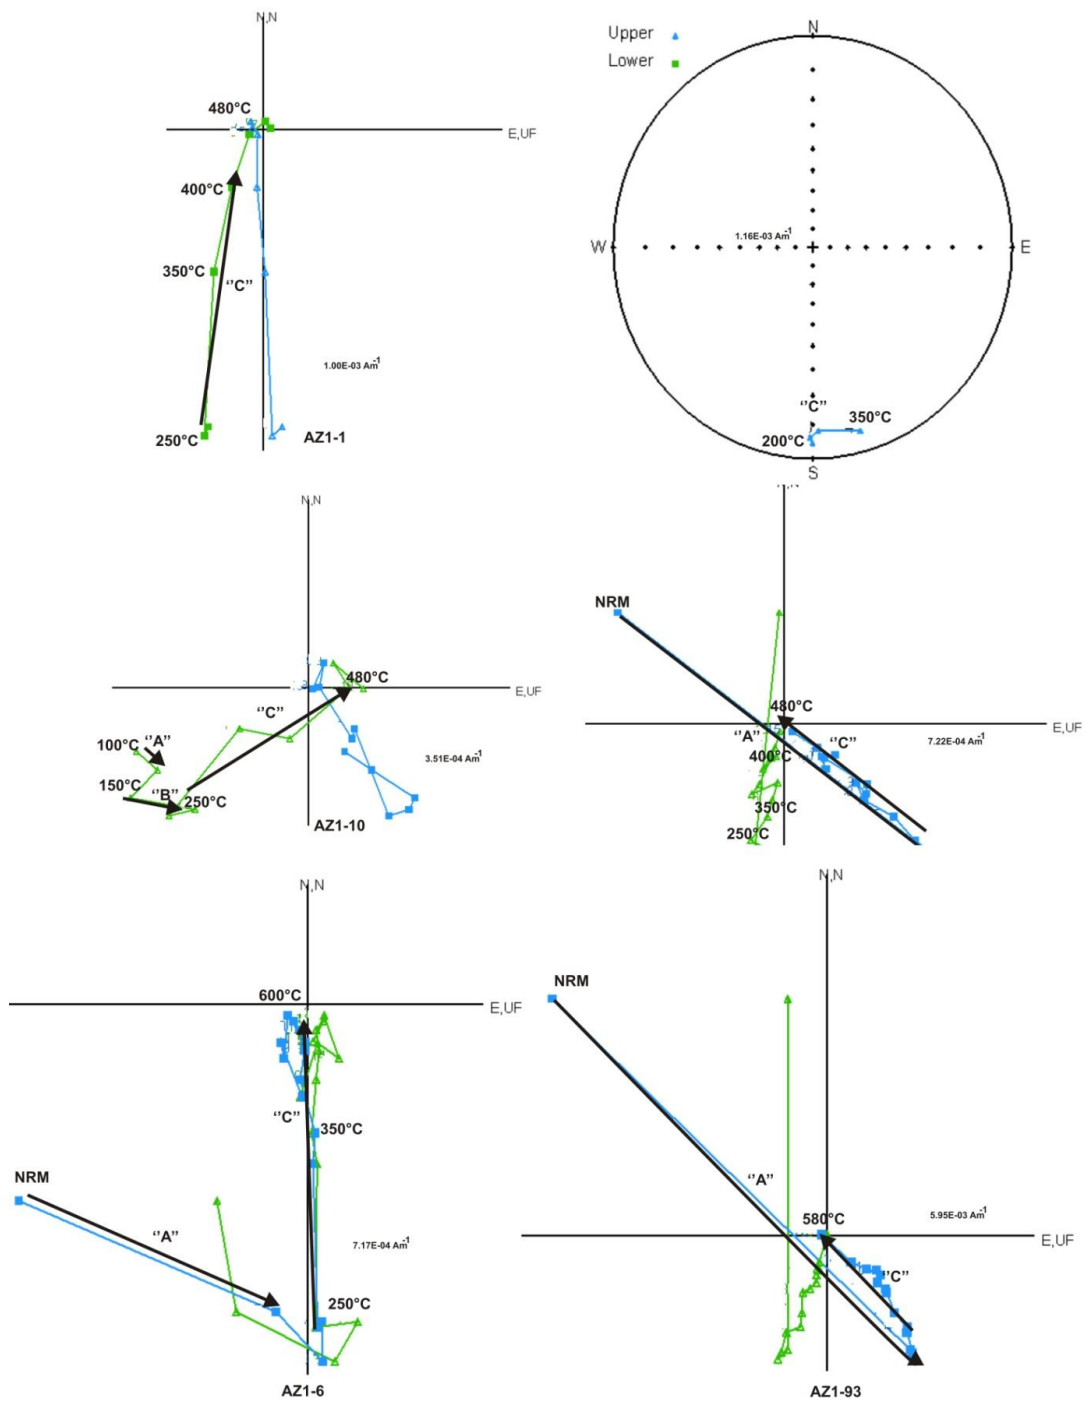 N,N
480°C
E,UF
400°C
350°C
‘‘C’’
1.00E-03 Am-1
250°C
AZ1-1
Upper
Lower
N
W
1.16E-03 Am-1
E
‘‘C’’
350°C
200°C
S
N,N
480°C
E,UF
‘‘C’’
100°C
‘‘A’’
3.51E-04 Am-1
150°C
‘‘B’’
250°C
AZ1-10
NRM
480°C
E,UF
‘‘A’’
‘‘C’’
7.22E-04 Am-1
400°C
350°C
250°C
N,N
600°C
E,UF
‘‘C’’
350°C
NRM
‘‘A’’
7.17E-04 Am-1
250°C
AZ1-6
N,N
NRM
‘‘A’’
580°C
5.95E-03 Am-1
E,UF
‘‘C’’
AZ1-93